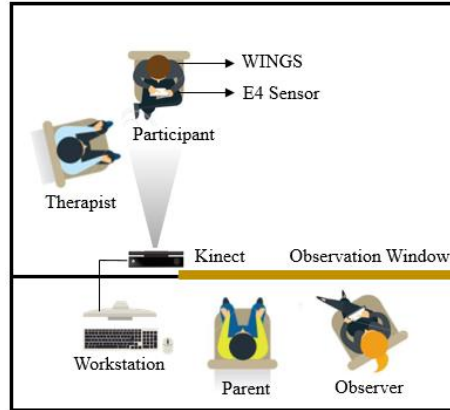 WINGS
E4 Sensor
Participant
Therapist
Kinect
Observation Window
Workstation
Parent
Observer